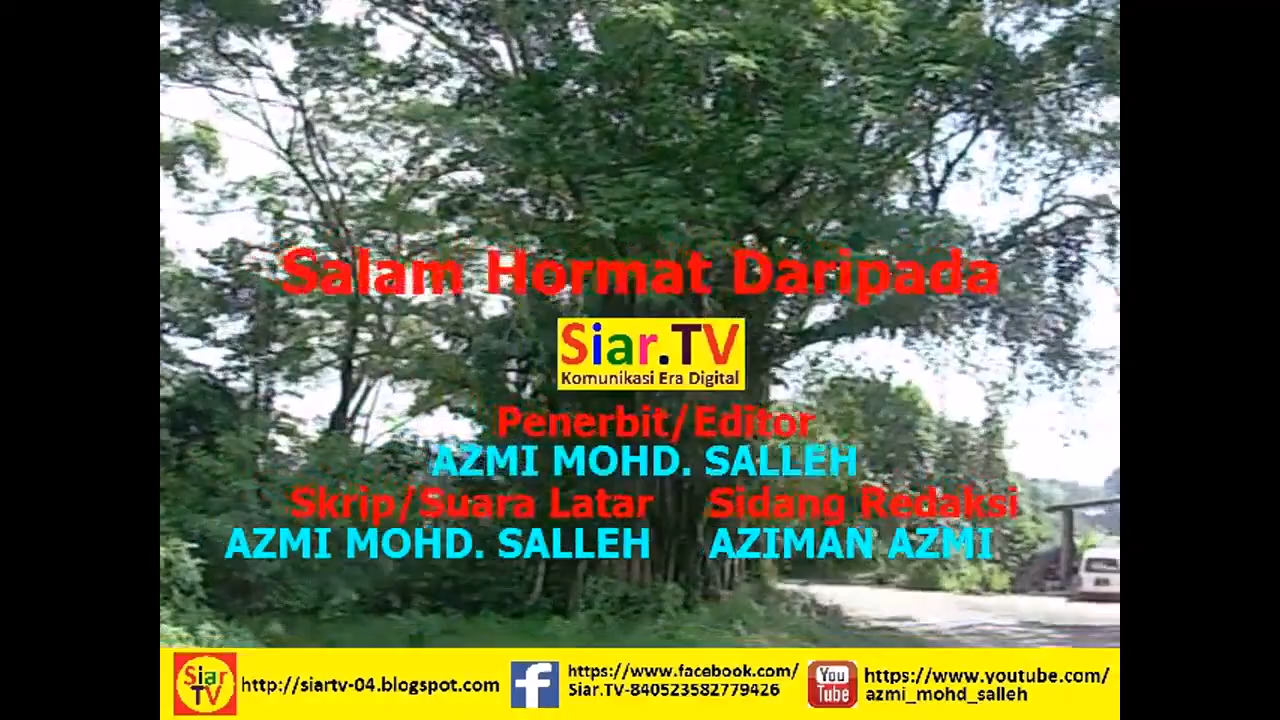 Salam Hormat Daripada
Siar.TV
Komunikasi Era Digital
Penerbit/Editor
AZMI MOHD. SALLEH
Skrip/Suara Latar
AZMI MOHD. SALLEH
Sidang Redaksi
AZIMAN AZMI
Siar
TV
http://siartv-04.blogspot.com
https://www.facebook.com/
Siar.TV-840523582779426
You
Tube
https://www.youtube.com/
azmi_mohd_salleh